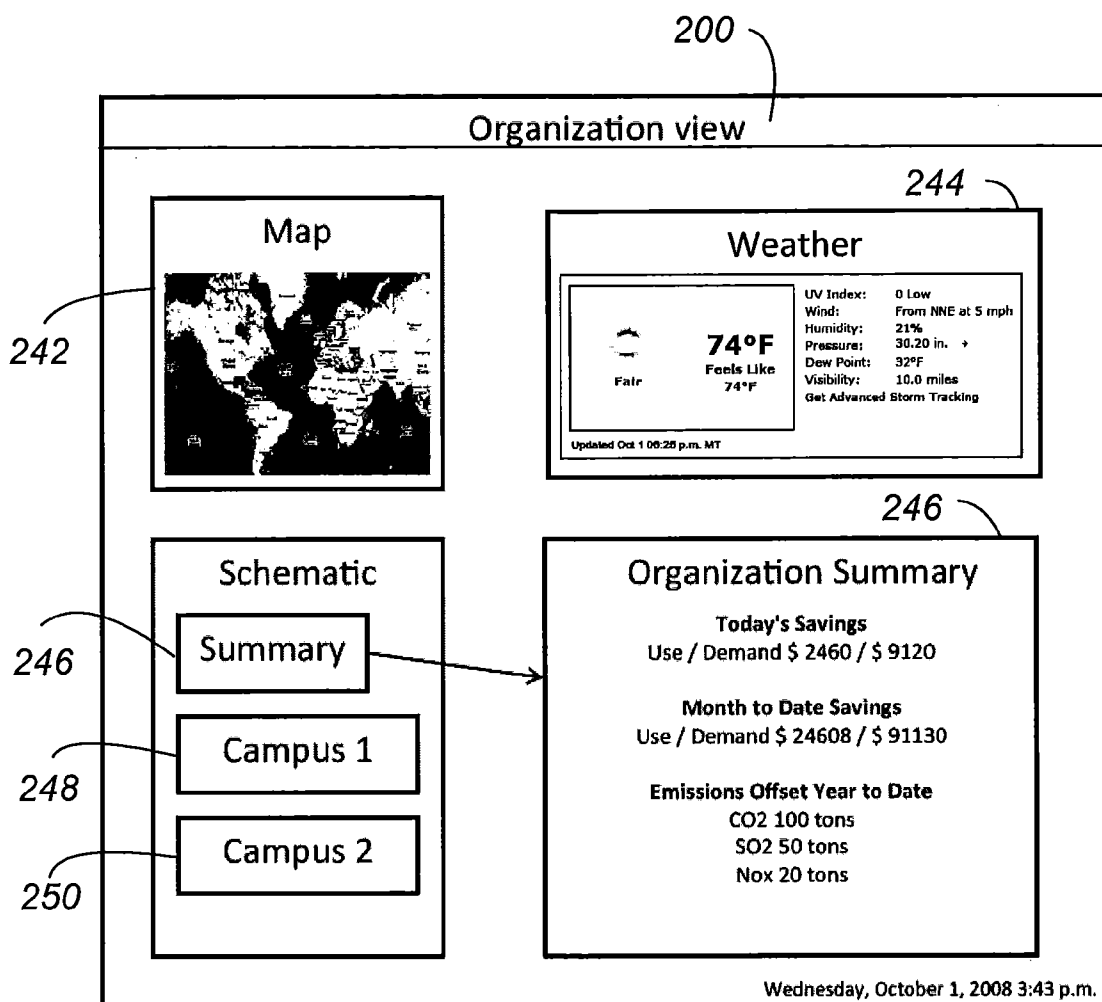 200
Organization view
242
Map
244
Weather
Fair
74°F
Feels Like
74°F
UV Index: 0 Low
Wind: From NNE at 5 mph
Humidity: 21%
Pressure: 30.20 in.
Dew Point: 32°F
Visibility: 10.0 miles
Get Advanced Storm Tracking
Updated Oct 1 06:25 p.m. MT
Schematic
246
Summary
248
Campus 1
250
Campus 2
246
Organization Summary
Today's Savings
Use / Demand $ 2460 / $ 9120
Month to Date Savings
Use / Demand $ 24608 / $ 91130
Emissions Offset Year to Date
CO2 100 tons
SO2 50 tons
Nox 20 tons
Wednesday, October 1, 2008 3:43 p.m.